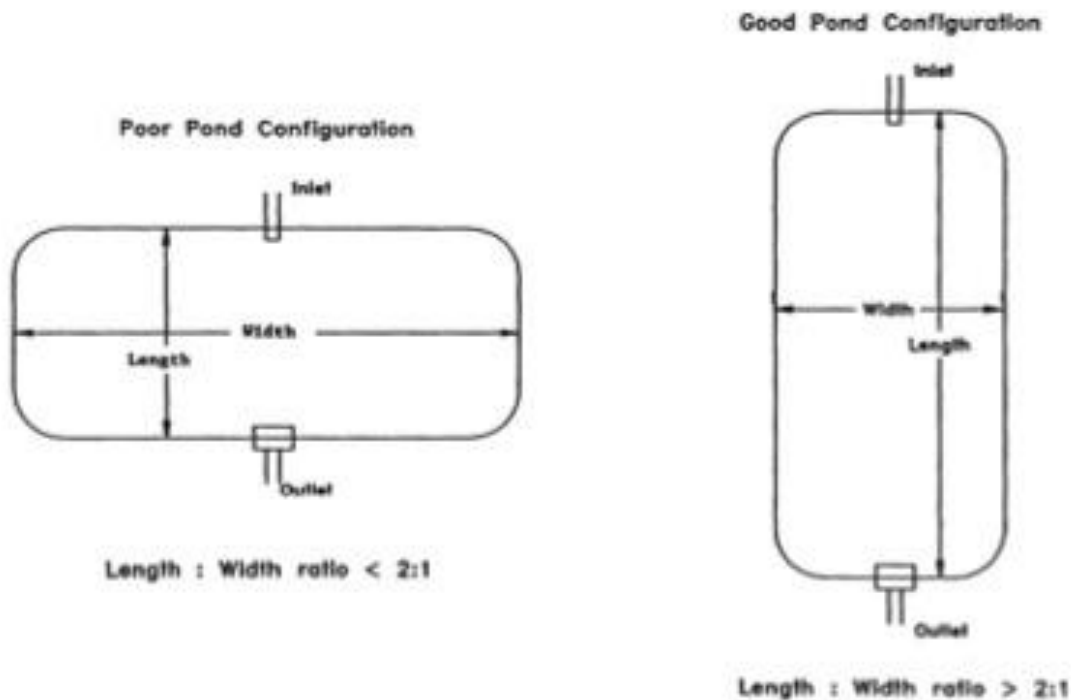 Poor Pond Configuration
Inlet
Width
Length
Outlet
Length : Width ratio < 2:1
Good Pond Configuration
Inlet
Width
Length
Outlet
Length : Width ratio > 2:1